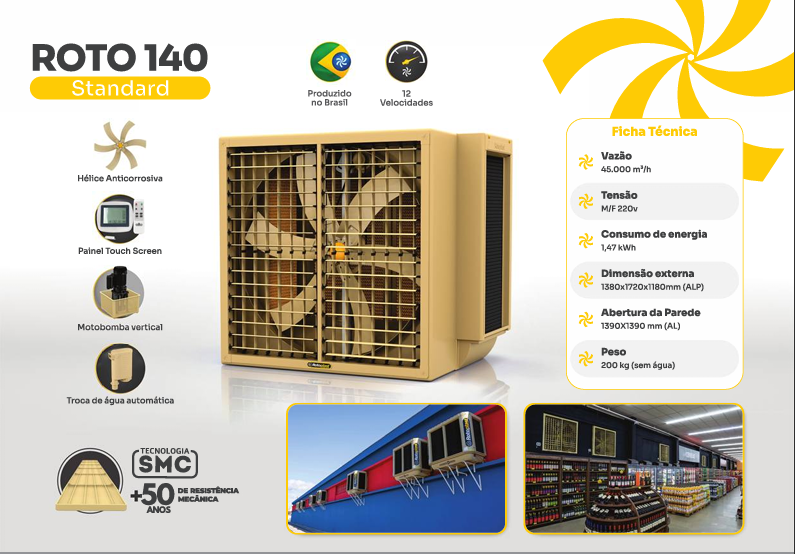 ROTO 140
Standard
Produzido
no Brasil
12
Velocidades
Hélice Anticorrosiva
Painel Touch Screen
Motobomba vertical
Troca de água automática
TECNOLOGIA
SMC
+50
ANOS
DE RESISTÊNCIA
MECÂNICA
Ficha Técnica
Vazão
45.000 m³/h
Tensão
M/F 220v
Consumo de energia
1,47 kWh
Dimensão externa
1380x1720x1180mm (ALP)
Abertura da Parede
1390X1390 mm (AL)
Peso
200 kg (sem água)